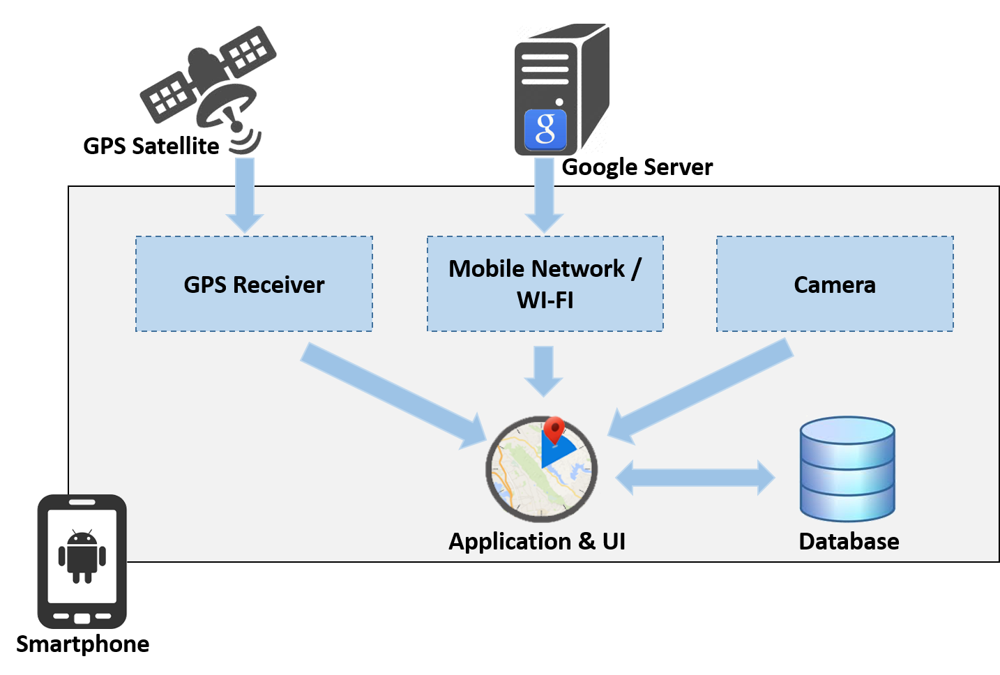 GPS Satellite
g
Google Server
GPS Receiver
Mobile Network /
WI-FI
Camera
Application & UI
Database
Smartphone